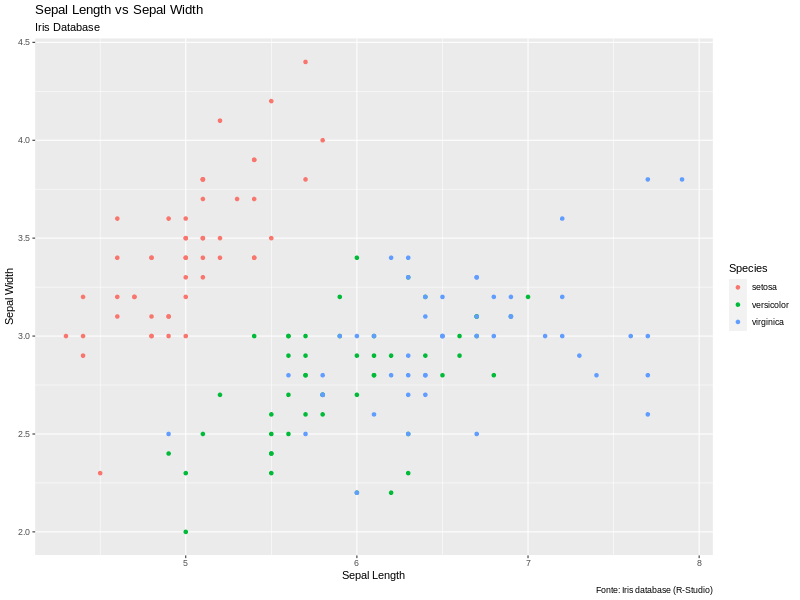 Sepal Length vs Sepal Width
Iris Database
4.5
4.0
3.5
3.0
2.5
2.0
Sepal Width
5
6
7
8
Sepal Length
Species
setosa
versicolor
virginica
Fonte: Iris database (R-Studio)